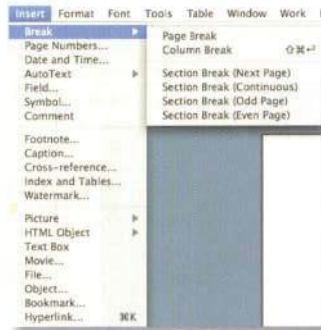 Insert Format Font Tools Table Window Work
Break
Page Numbers...
Date and Time...
AutoText
Field...
Symbol...
Comment
Footnote...
Caption...
Cross-reference...
Index and Tables...
Watermark...
Picture
HTML Object
Text Box
Movie...
File...
Object...
Bookmark...
Hyperlink... ⌘K
Page Break
Column Break ⇧⌘↩
Section Break (Next Page)
Section Break (Continuous)
Section Break (Odd Page)
Section Break (Even Page)